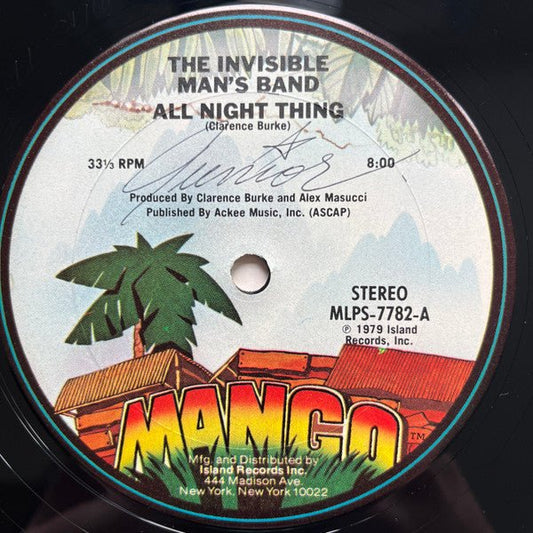 THE INVISIBLE
MAN'S BAND
ALL NIGHT THING
(Clarence Burke)
33⅓ RPM
Junior
8:00
Produced By Clarence Burke and Alex Masucci
Published By Ackee Music, Inc. (ASCAP)
STEREO
MLPS-7782-A
℗ 1979 Island
Records, Inc.
MANGO
TM
Mfg. and Distributed by
Island Records Inc.
444 Madison Ave.
New York, New York 10022